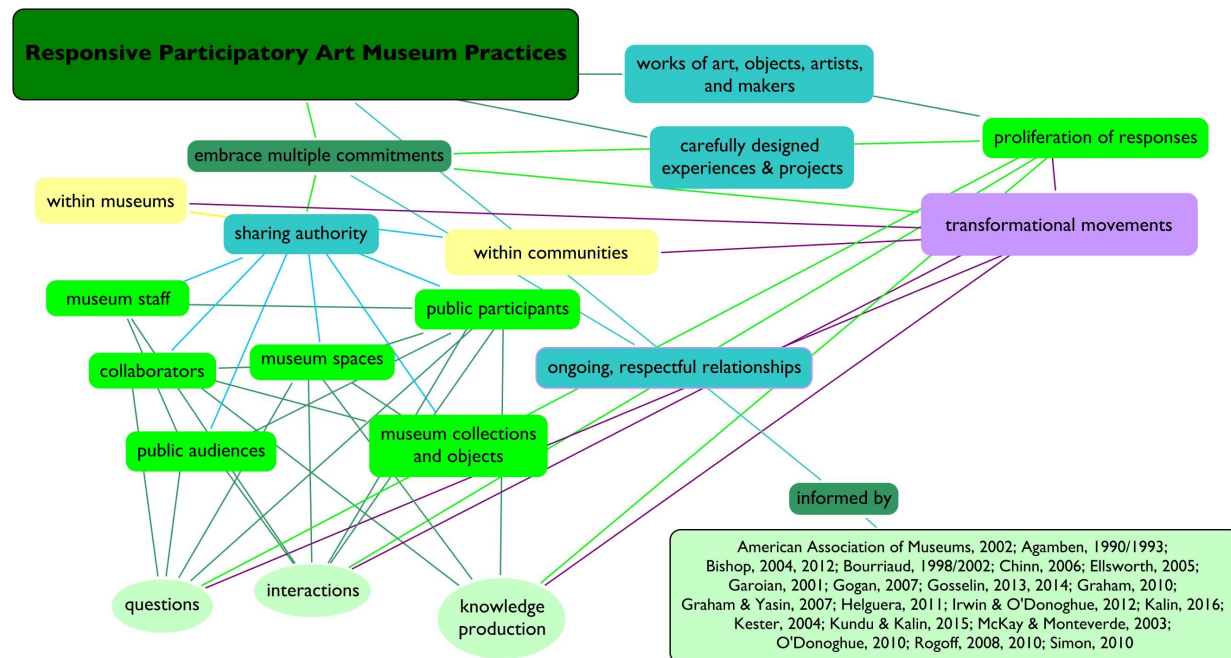 Responsive Participatory Art Museum Practices
works of art, objects, artists,
and makers
proliferation of responses
carefully designed
experiences & projects
embrace multiple commitments
within museums
transformational movements
sharing authority
within communities
museum staff
public participants
museum spaces
collaborators
ongoing, respectful relationships
museum collections
and objects
public audiences
informed by
questions
interactions
knowledge
production
American Association of Museums, 2002; Agamben, 1990/1993;
Bishop, 2004, 2012; Bourriaud, 1998/2002; Chinn, 2006; Ellsworth, 2005;
Garoian, 2001; Gogan, 2007; Gosselin, 2013, 2014; Graham, 2010;
Graham & Yasin, 2007; Helguera, 2011; Irwin & O'Donoghue, 2012; Kalin, 2016;
Kester, 2004; Kundu & Kalin, 2015; McKay & Monteverde, 2003;
O'Donoghue, 2010; Rogoff, 2008, 2010; Simon, 2010